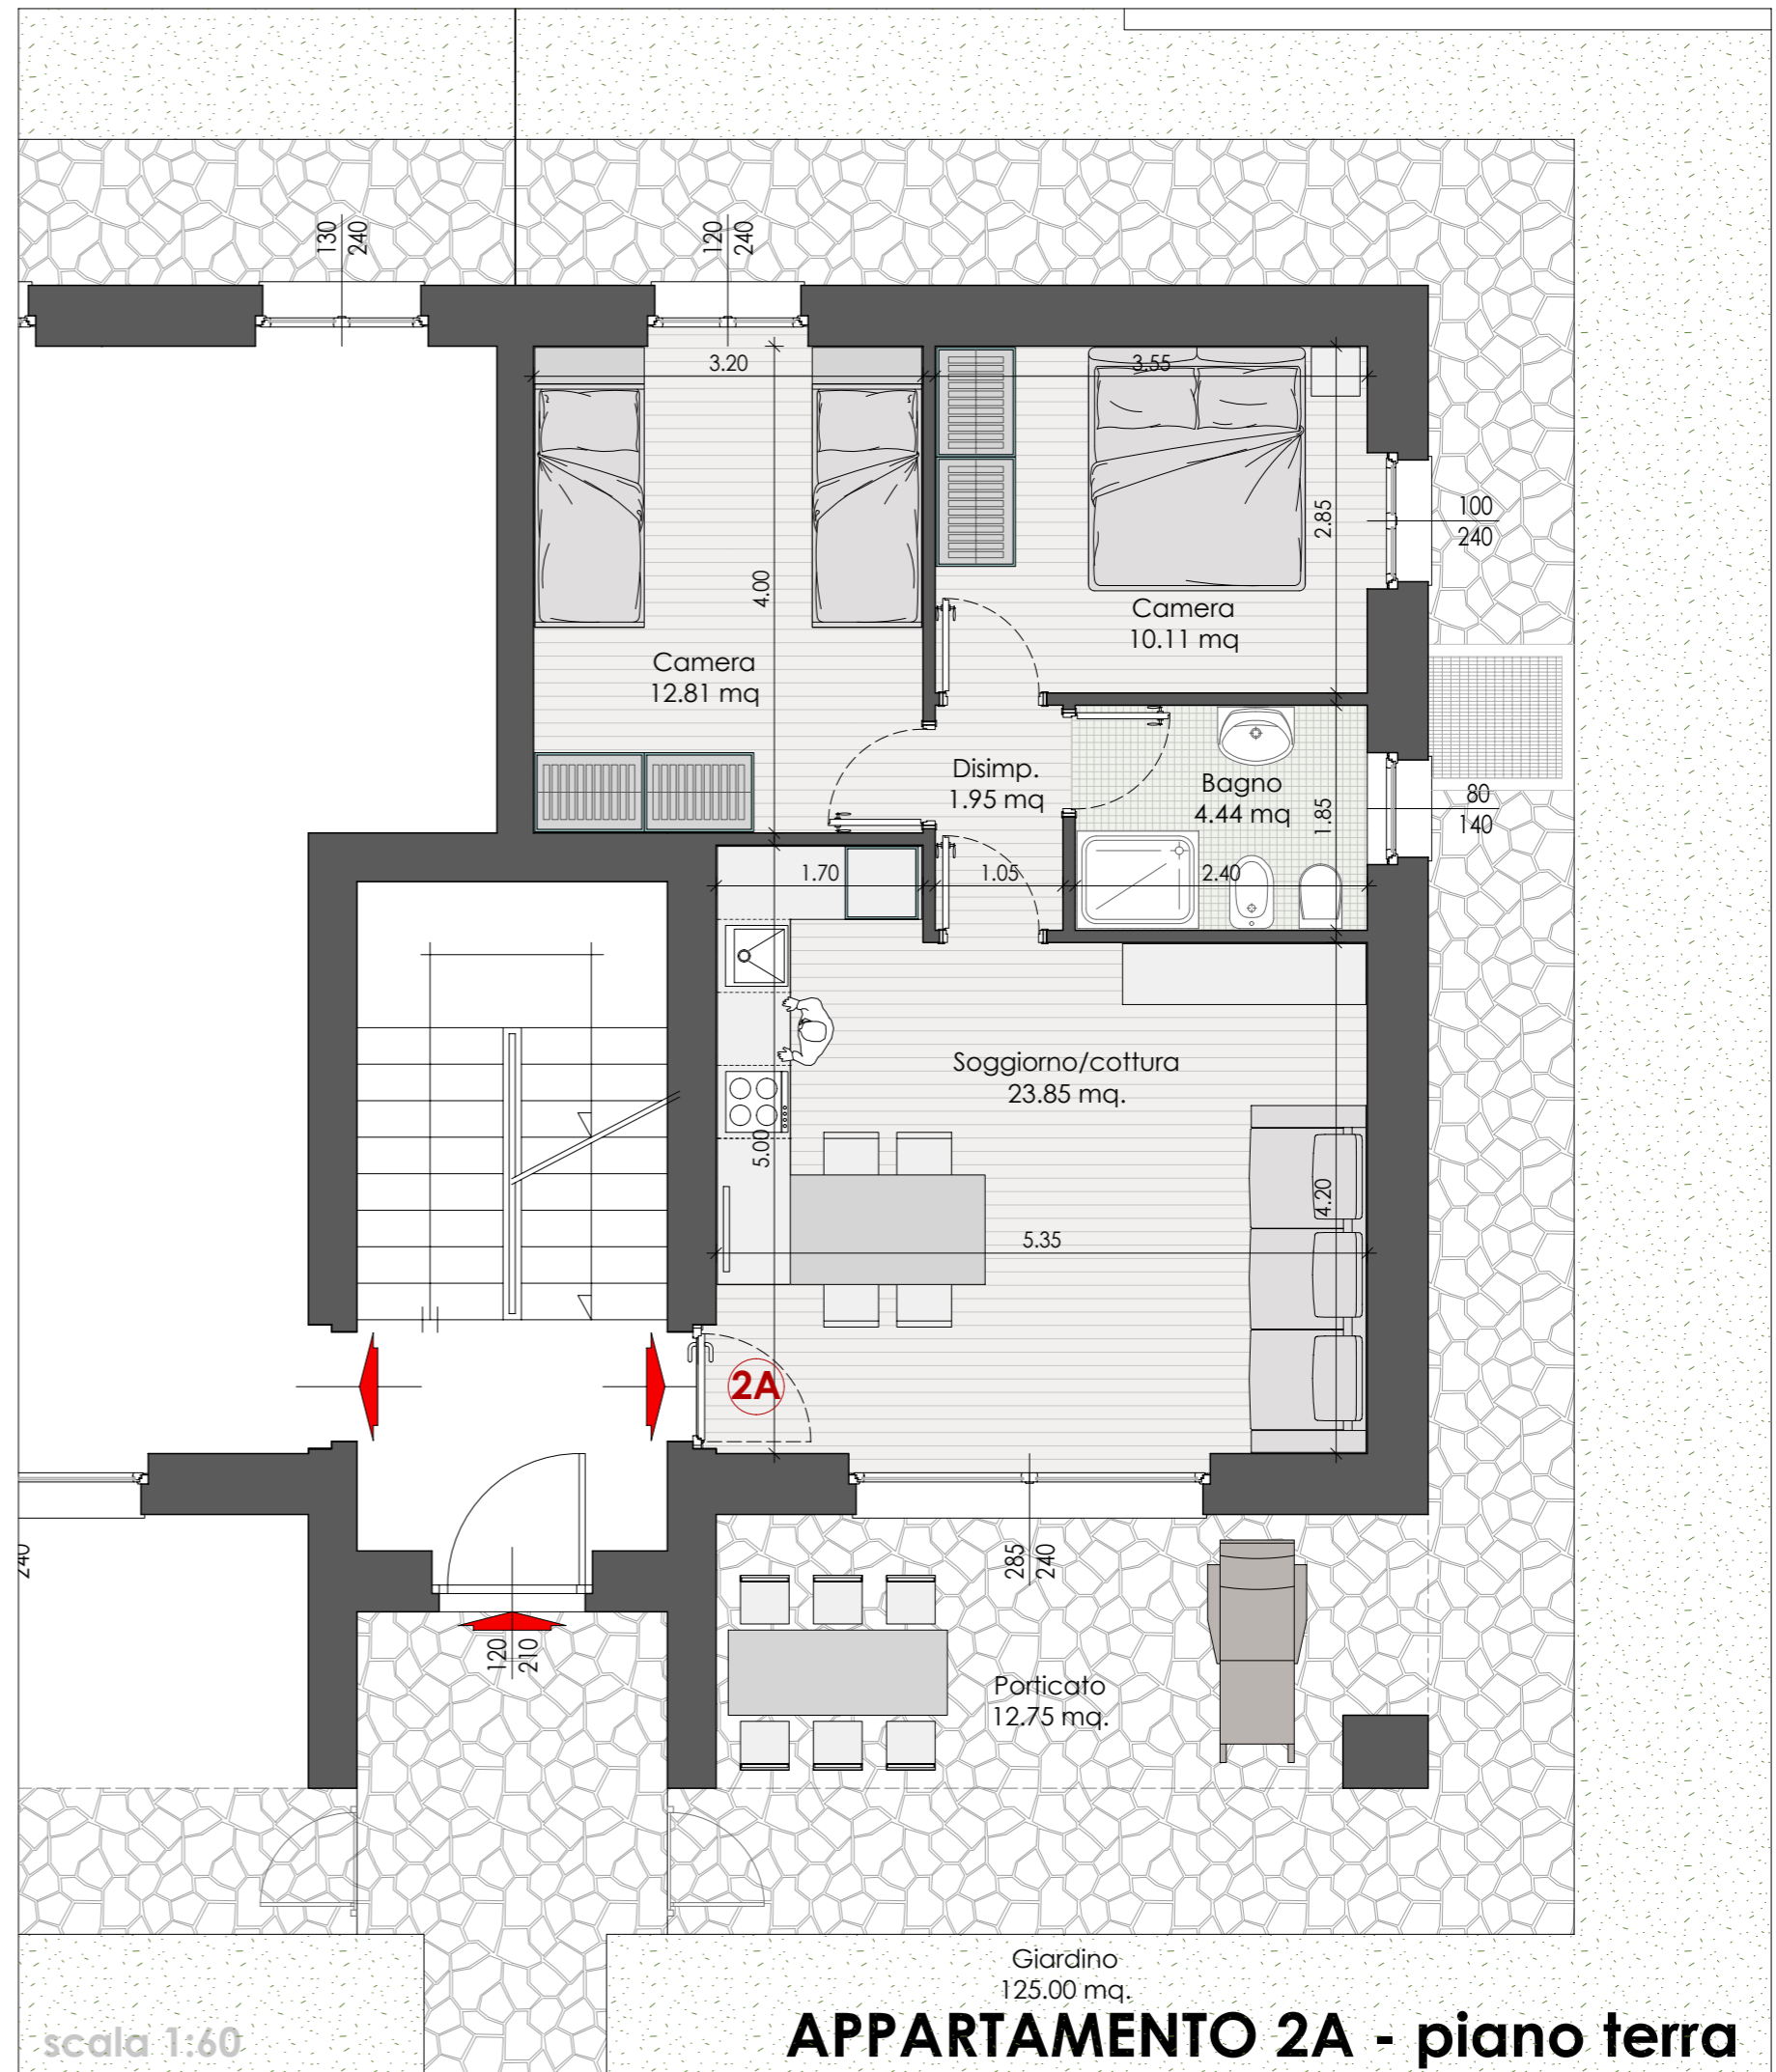 130
240
120
240
3.20
3.55
100
240
2.85
4.00
Camera
10.11 mq
Camera
12.81 mq
Disimp.
1.95 mq
Bagno
4.44 mq
80
140
1.85
1.70
1.05
2.40
Soggiorno/cottura
23.85 mq.
5.00
4.20
5.35
2A
240
285
240
120
210
Porticato
12.75 mq.
Giardino
125.00 mq.
scala 1:60
APPARTAMENTO 2A - piano terra